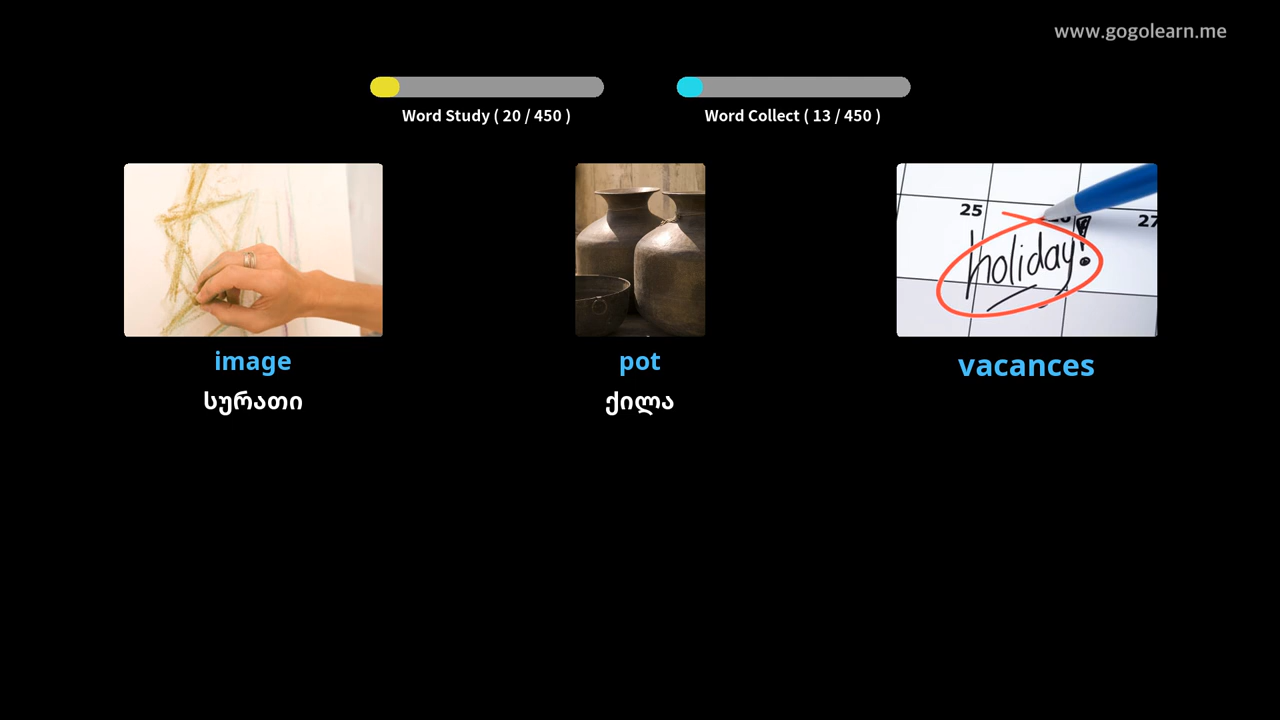 www.gogolearn.me
Word Study ( 20 / 450 )
Word Collect ( 13 / 450 )
25
27
holiday!
image
pot
vacances
სურათი
ქილა